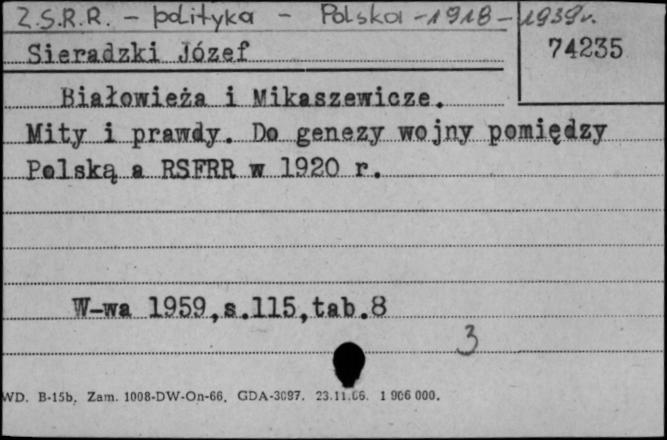 Z.S.R.R. - polityka - Polska - 1918 - 1939r.
Sieradzki Józef
74235
Białowieża i Mikaszewicze.
Mity i prawdy. Do genezy wojny pomiędzy
Polską a RSFRR w 1920 r.
W-wa 1959,s.115,tab.8
3
WD. B-15b. Zam. 1008-DW-On-66. GDA-3097. 23.11.66. 1 906 000.